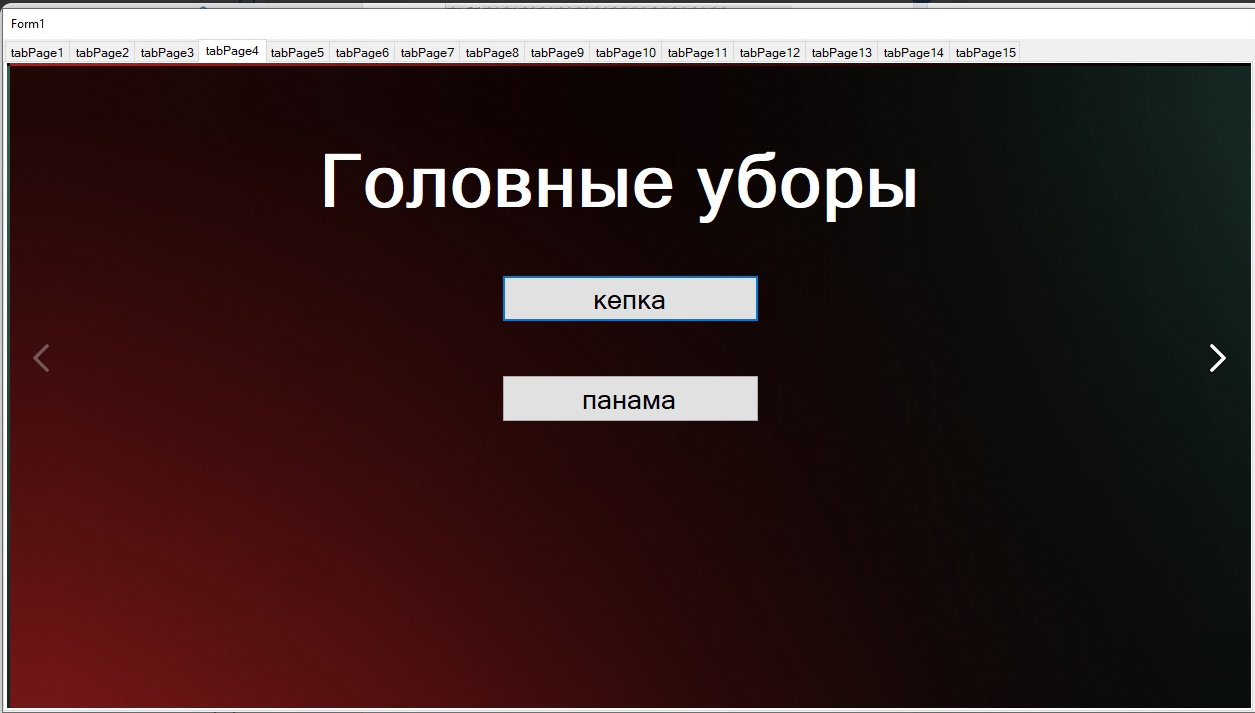 Form1
tabPage1 tabPage2 tabPage3 tabPage4 tabPage5 tabPage6 tabPage7 tabPage8 tabPage9 tabPage10 tabPage11 tabPage12 tabPage13 tabPage14 tabPage15
Головные уборы
кепка
панама